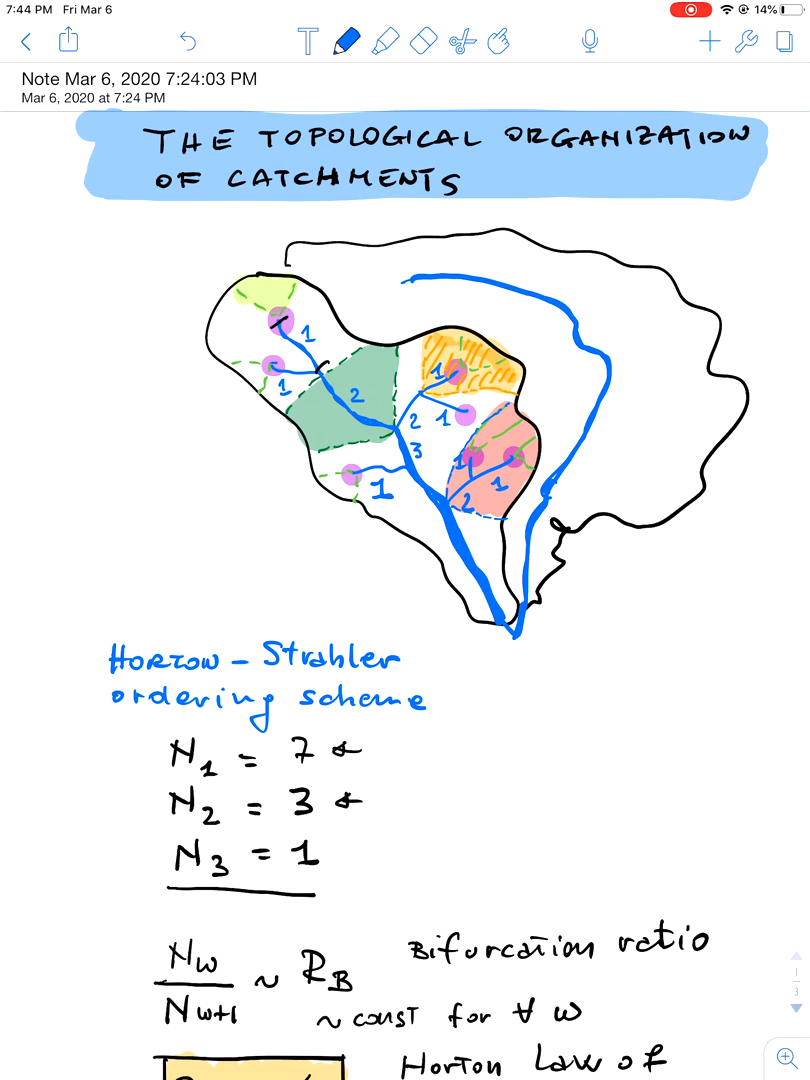 7:44 PM Fri Mar 6
14%
T
Note Mar 6, 2020 7:24:03 PM
Mar 6, 2020 at 7:24 PM
THE TOPOLOGICAL ORGANIZATION
OF CATCHMENTS
1
1
2
1
1
2
3
1
1
1
2
Horton - Strahler
ordering scheme
N1 = 7 ←
N2 = 3 ←
N3 = 1
Nω / Nω+1 ~ RB Bifurcation ratio
~ const for ∀ ω
Horton Law of
1
3